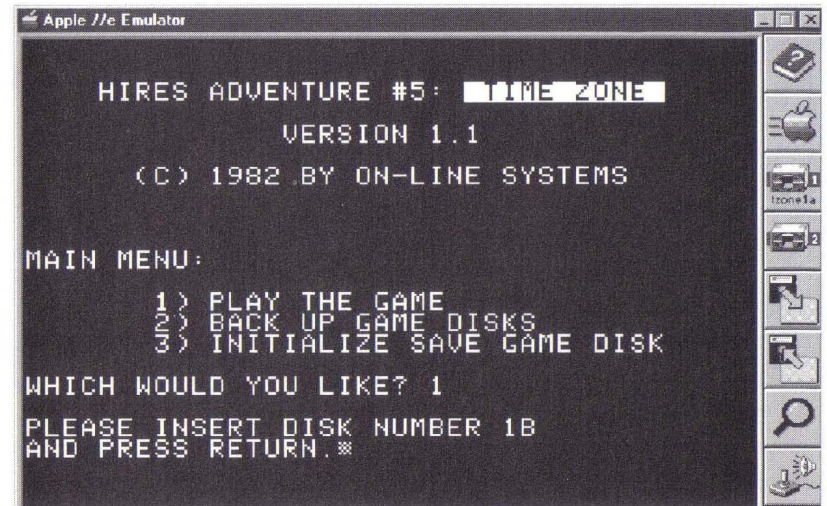 Apple //e Emulator
HIRES ADVENTURE #5: TIME ZONE
VERSION 1.1
(C) 1982 BY ON-LINE SYSTEMS
MAIN MENU:
1) PLAY THE GAME
2) BACK UP GAME DISKS
3) INITIALIZE SAVE GAME DISK
WHICH WOULD YOU LIKE? 1
PLEASE INSERT DISK NUMBER 1B
AND PRESS RETURN.
1
tzone1a
2